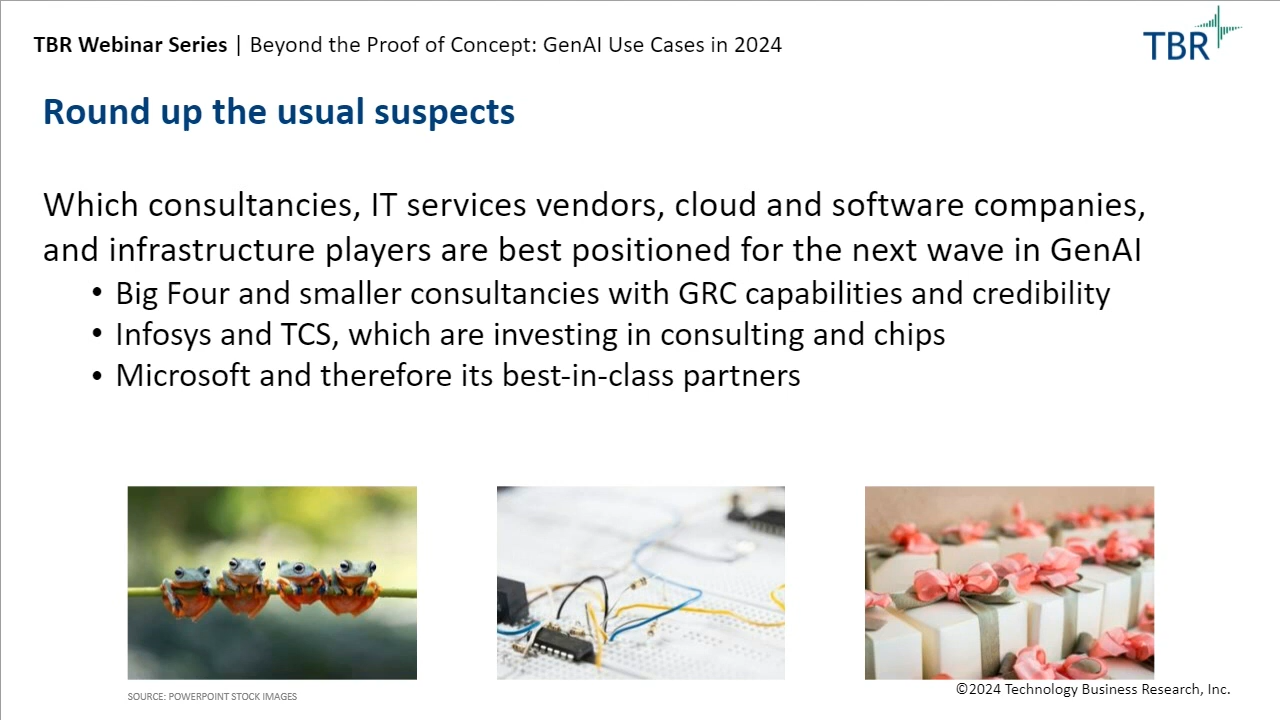 TBR Webinar Series | Beyond the Proof of Concept: GenAI Use Cases in 2024
TBR
Round up the usual suspects
Which consultancies, IT services vendors, cloud and software companies,
and infrastructure players are best positioned for the next wave in GenAI
• Big Four and smaller consultancies with GRC capabilities and credibility
• Infosys and TCS, which are investing in consulting and chips
• Microsoft and therefore its best-in-class partners
SOURCE: POWERPOINT STOCK IMAGES
©2024 Technology Business Research, Inc.